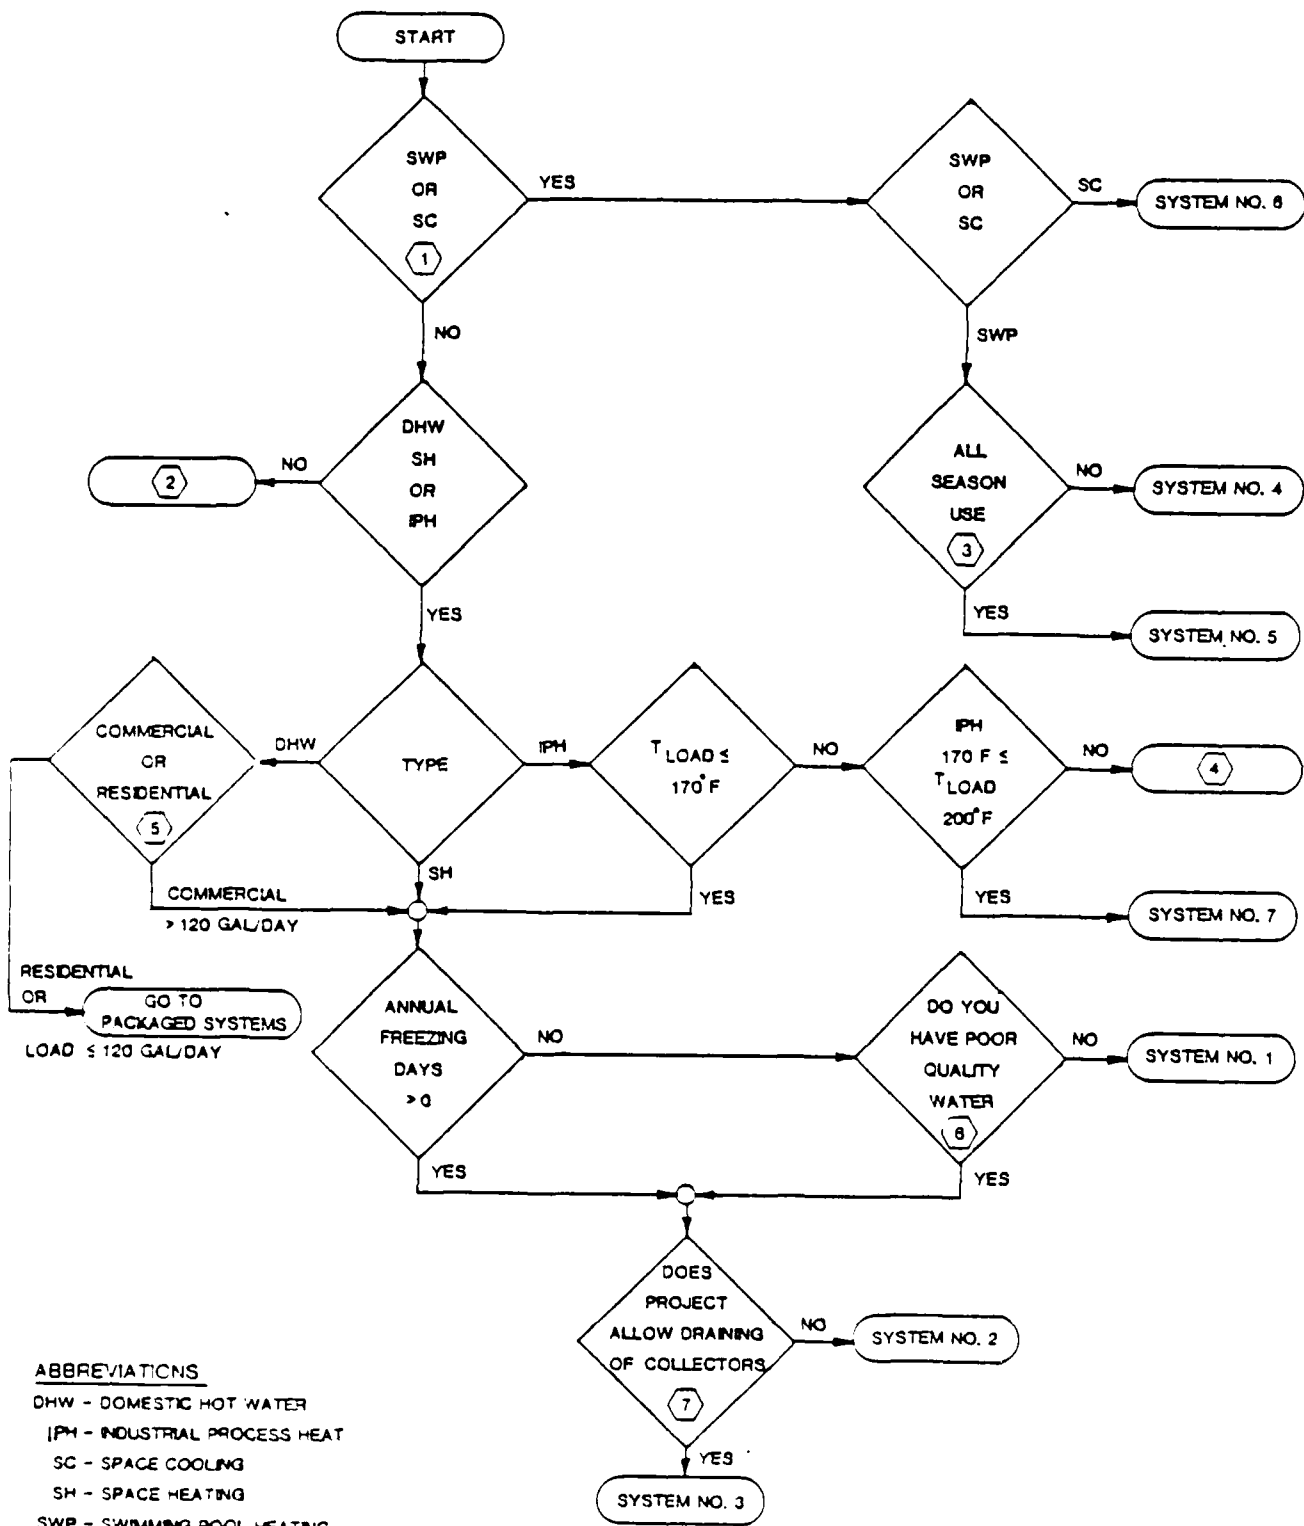 START
SWP
OR
SC
1
YES
SWP
OR
SC
SC
SYSTEM NO. 6
NO
SWP
DHW
SH
OR
IPH
NO
2
ALL
SEASON
USE
3
NO
SYSTEM NO. 4
YES
YES
SYSTEM NO. 5
COMMERCIAL
OR
RESIDENTIAL
5
DHW
TYPE
IPH
T LOAD ≤
170°F
NO
IPH
170 F ≤
T LOAD
200°F
NO
4
SH
COMMERCIAL
> 120 GAL/DAY
YES
YES
SYSTEM NO. 7
RESIDENTIAL
OR
LOAD ≤ 120 GAL/DAY
GO TO
PACKAGED SYSTEMS
ANNUAL
FREEZING
DAYS
> 0
NO
DO YOU
HAVE POOR
QUALITY
WATER
6
NO
SYSTEM NO. 1
YES
YES
DOES
PROJECT
ALLOW DRAINING
OF COLLECTORS
7
NO
SYSTEM NO. 2
YES
SYSTEM NO. 3
ABBREVIATIONS
DHW - DOMESTIC HOT WATER
IPH - INDUSTRIAL PROCESS HEAT
SC - SPACE COOLING
SH - SPACE HEATING
SWP - SWIMMING POOL HEATING